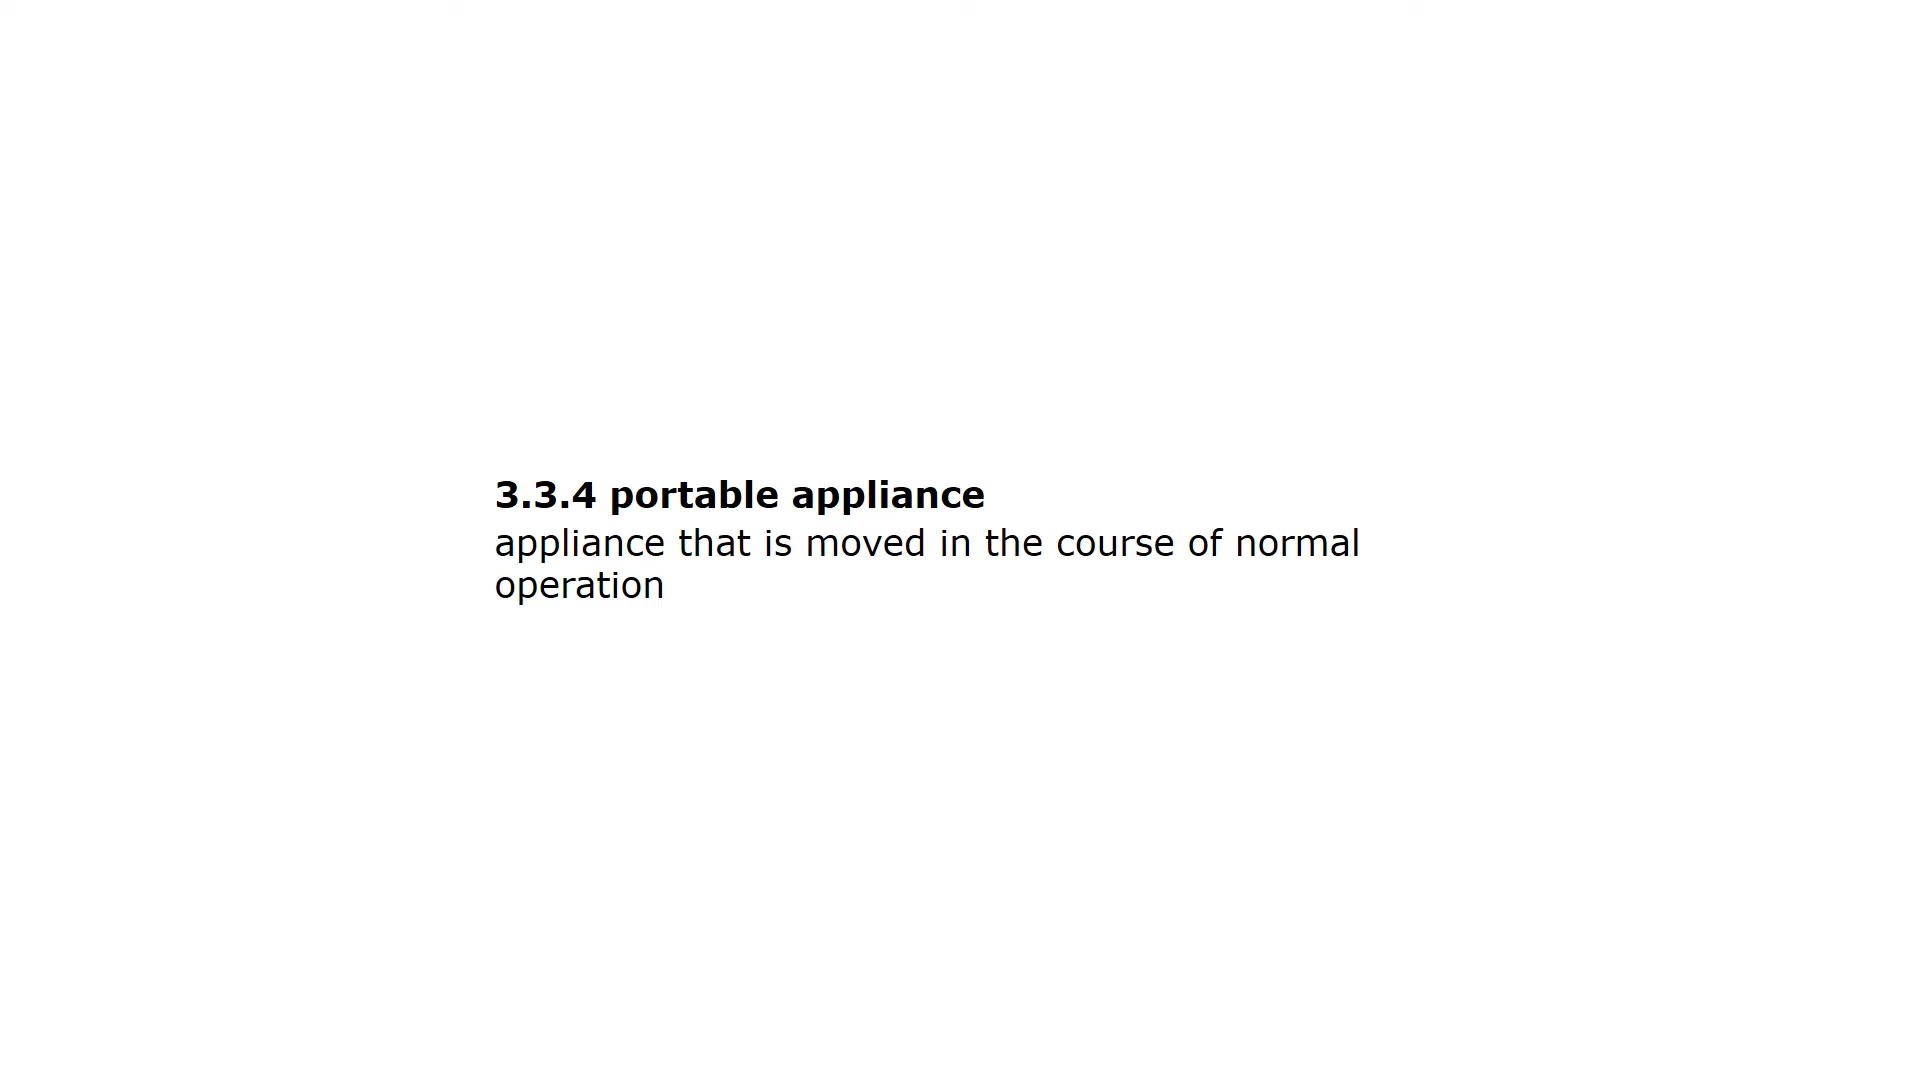 3.3.4 portable appliance
appliance that is moved in the course of normal
operation